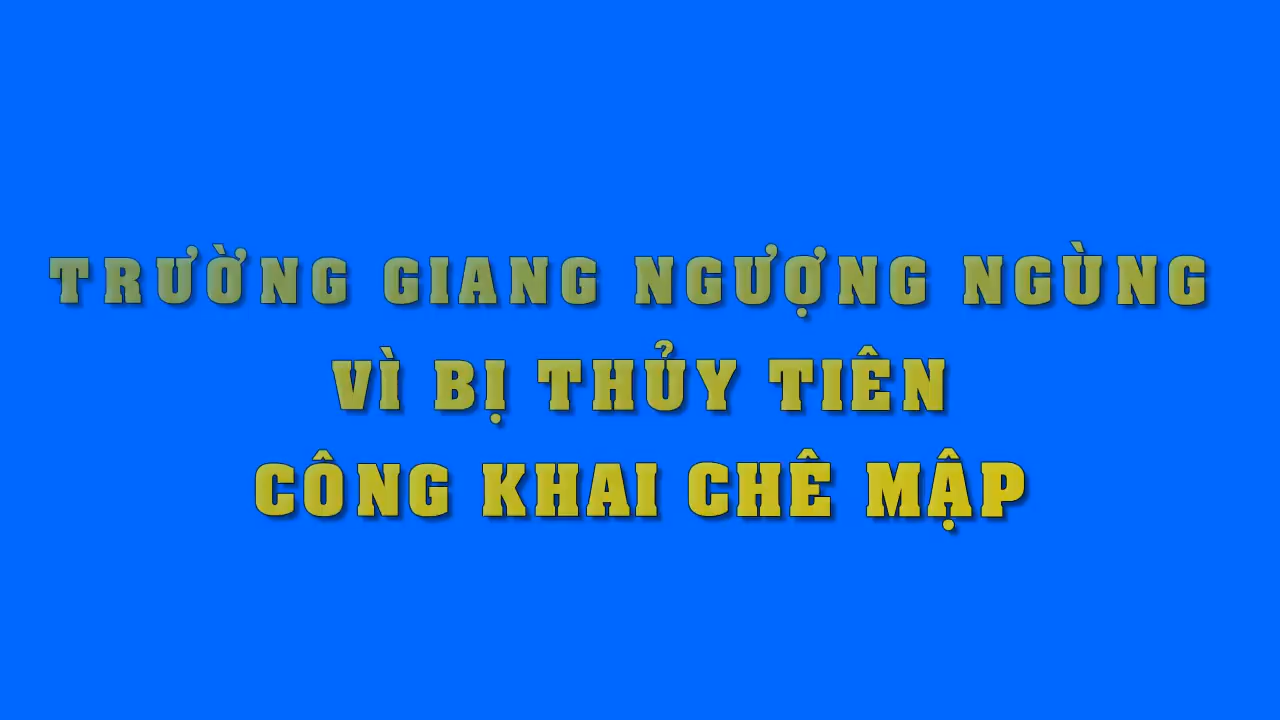 TRƯỜNG GIANG NGƯỢNG NGÙNG
VÌ BỊ THỦY TIÊN
CÔNG KHAI CHÊ MẬP